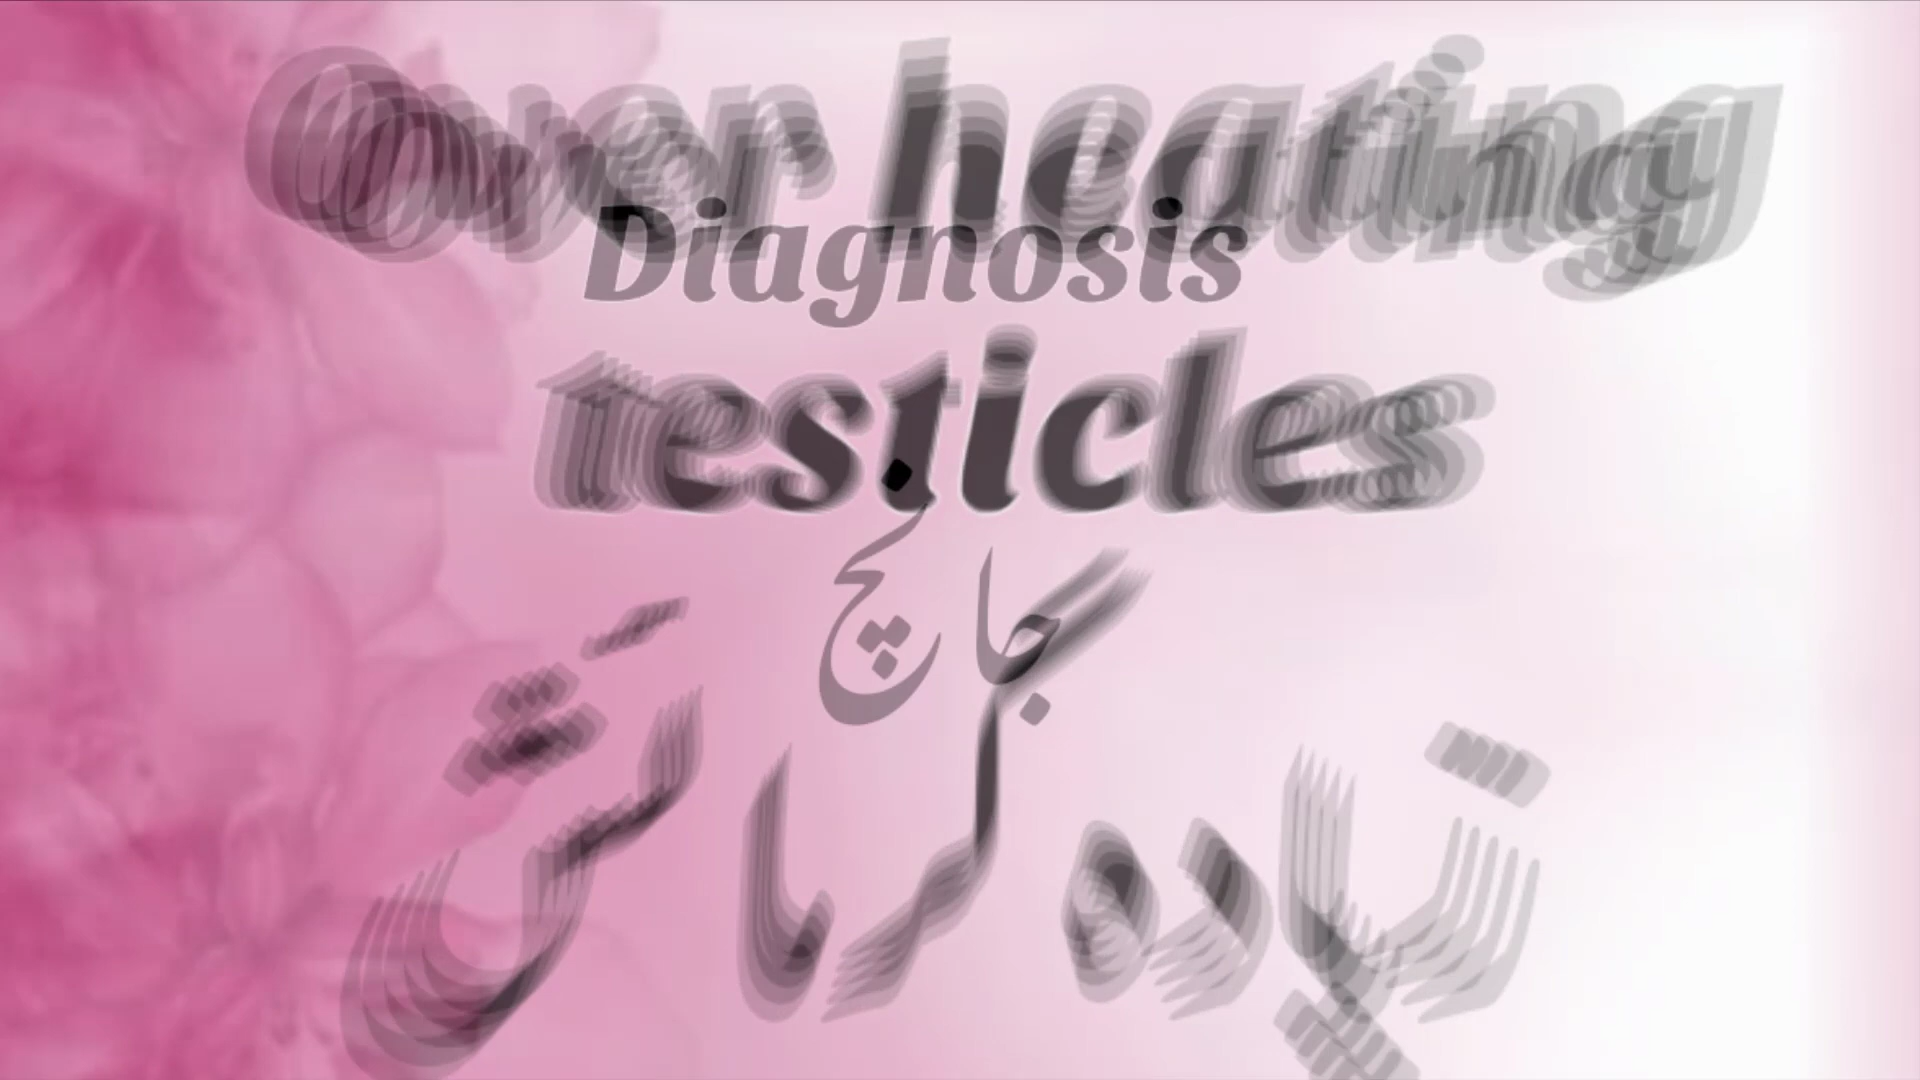 Over heating
Diagnosis
testicles
جانچ
زیادہ گرمائش